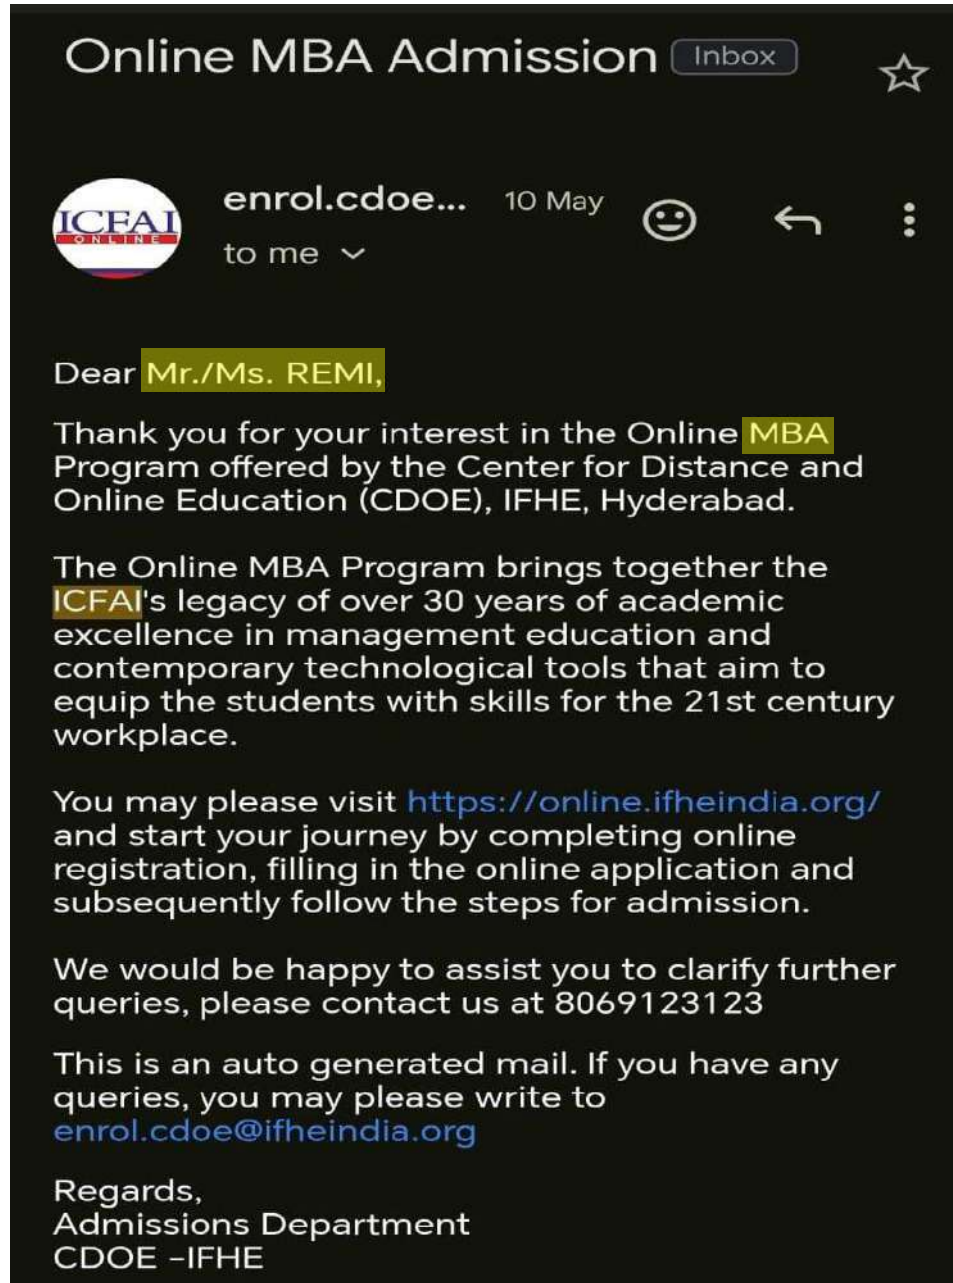 Online MBA Admission Inbox
ICFAI
ONLINE
enrol.cdoe... 10 May
to me
Dear Mr./Ms. REMI,
Thank you for your interest in the Online MBA
Program offered by the Center for Distance and
Online Education (CDOE), IFHE, Hyderabad.
The Online MBA Program brings together the
ICFAI's legacy of over 30 years of academic
excellence in management education and
contemporary technological tools that aim to
equip the students with skills for the 21st century
workplace.
You may please visit https://online.ifheindia.org/
and start your journey by completing online
registration, filling in the online application and
subsequently follow the steps for admission.
We would be happy to assist you to clarify further
queries, please contact us at 8069123123
This is an auto generated mail. If you have any
queries, you may please write to
enrol.cdoe@ifheindia.org
Regards,
Admissions Department
CDOE –IFHE